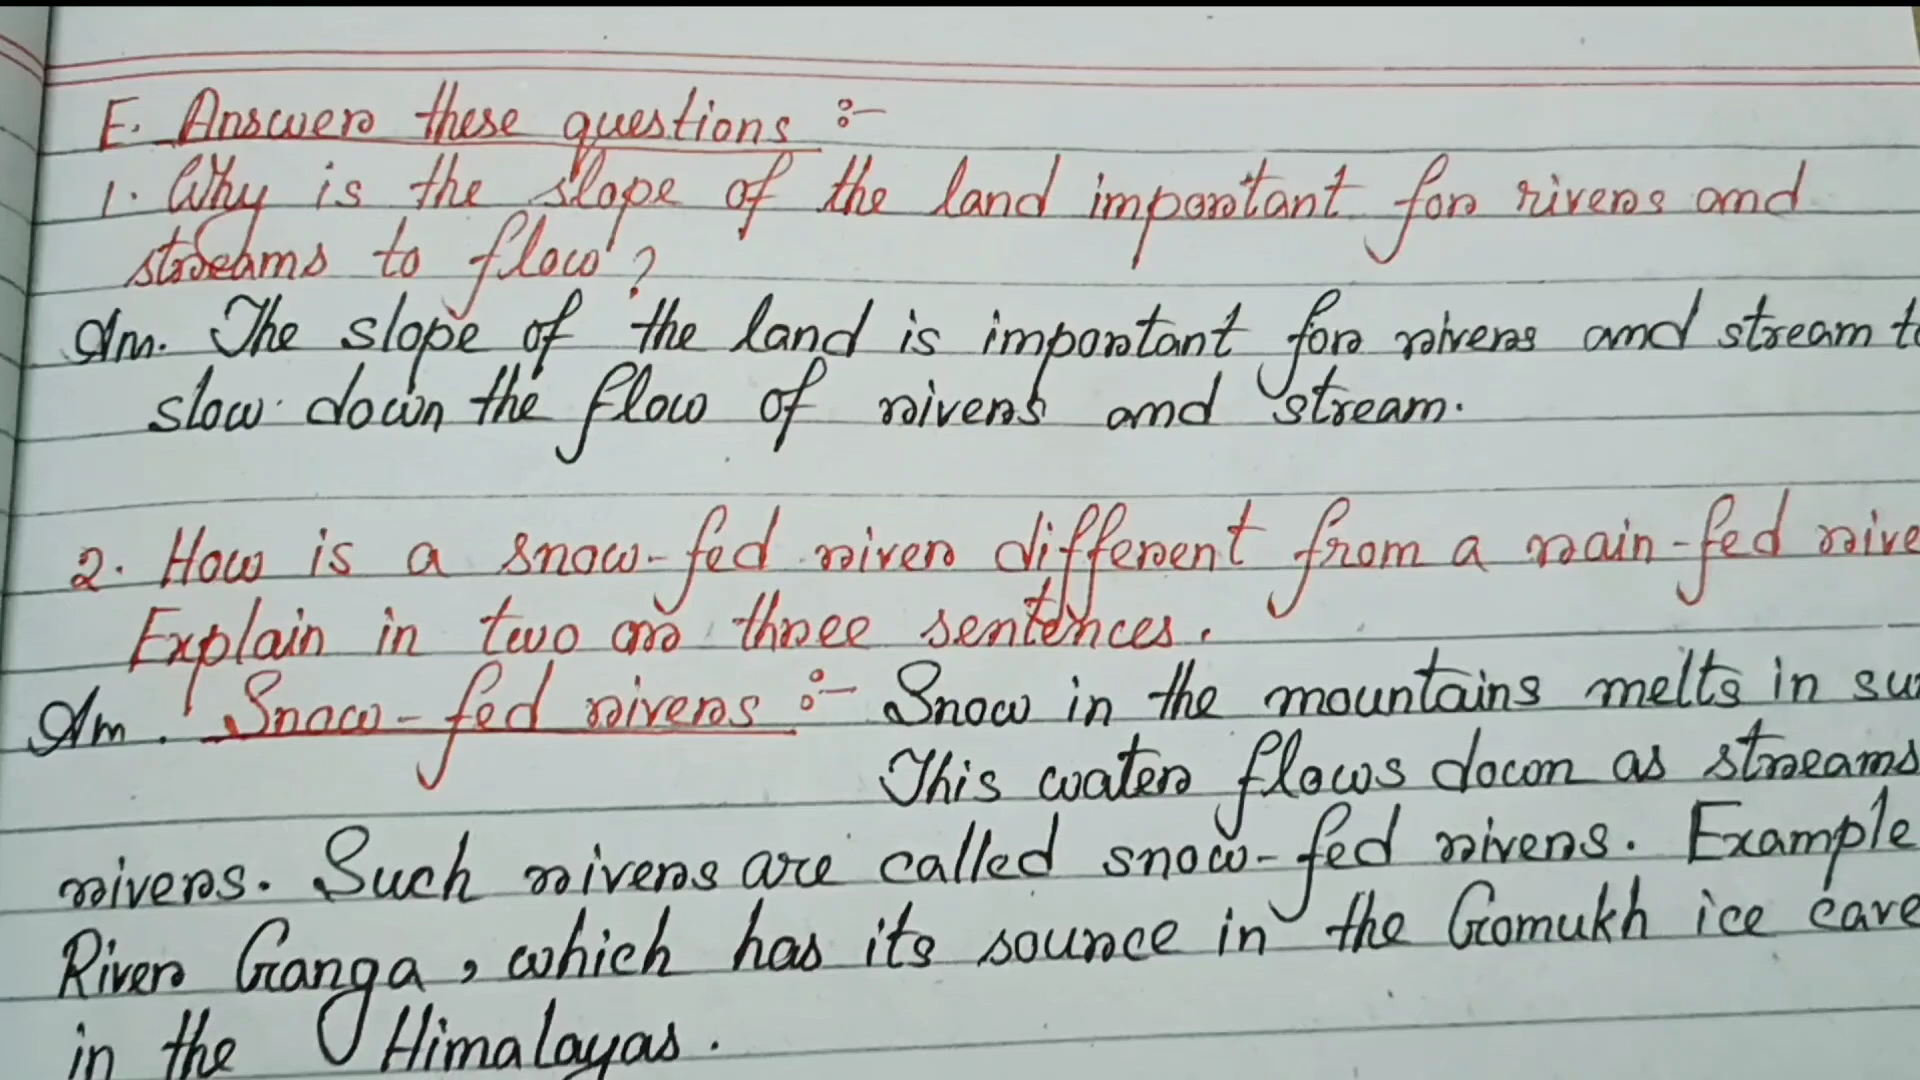 E. Answer these questions :-
1. Why is the slope of the land important for rivers and
streams to flow?
Ans. The slope of the land is important for rivers and stream to
slow down the flow of rivers and stream.
2. How is a snow-fed river different from a rain-fed rive
Explain in two or three sentences.
Ans. Snow-fed rivers :- Snow in the mountains melts in su
This water flows down as streams
rivers. Such rivers are called snow-fed rivers. Example
River Ganga, which has its source in the Gomukh ice cave
in the Himalayas.